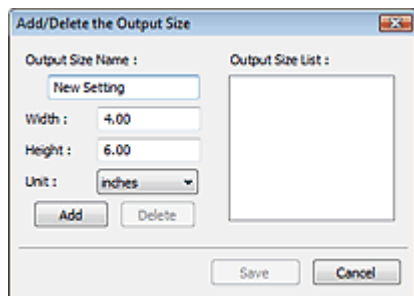 Add/Delete the Output Size
Output Size Name :
New Setting
Width :
4.00
Height :
6.00
Unit :
inches
Add
Delete
Output Size List :
Save
Cancel